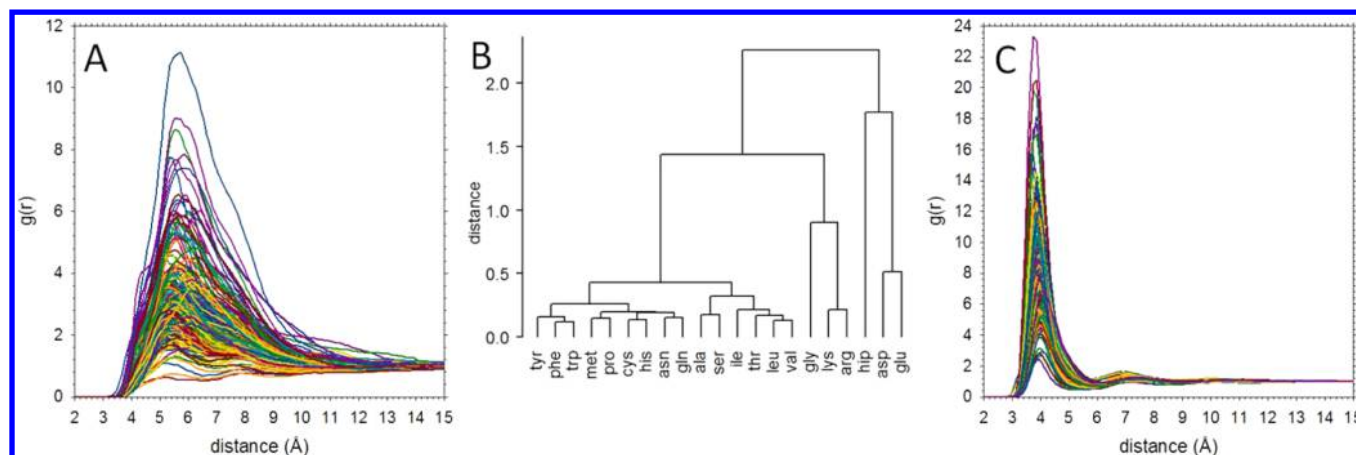 A
12
10
8
6
4
2
0
g(r)
2 3 4 5 6 7 8 9 10 11 12 13 14 15
distance (Å)
B
distance
2.0
1.5
1.0
0.5
0.0
tyr
phe
trp
met
pro
cys
his
asn
gln
ala
ser
ile
thr
leu
val
gly
lys
arg
hip
asp
glu
C
24
22
20
18
16
14
12
10
8
6
4
2
0
g(r)
2 3 4 5 6 7 8 9 10 11 12 13 14 15
distance (Å)